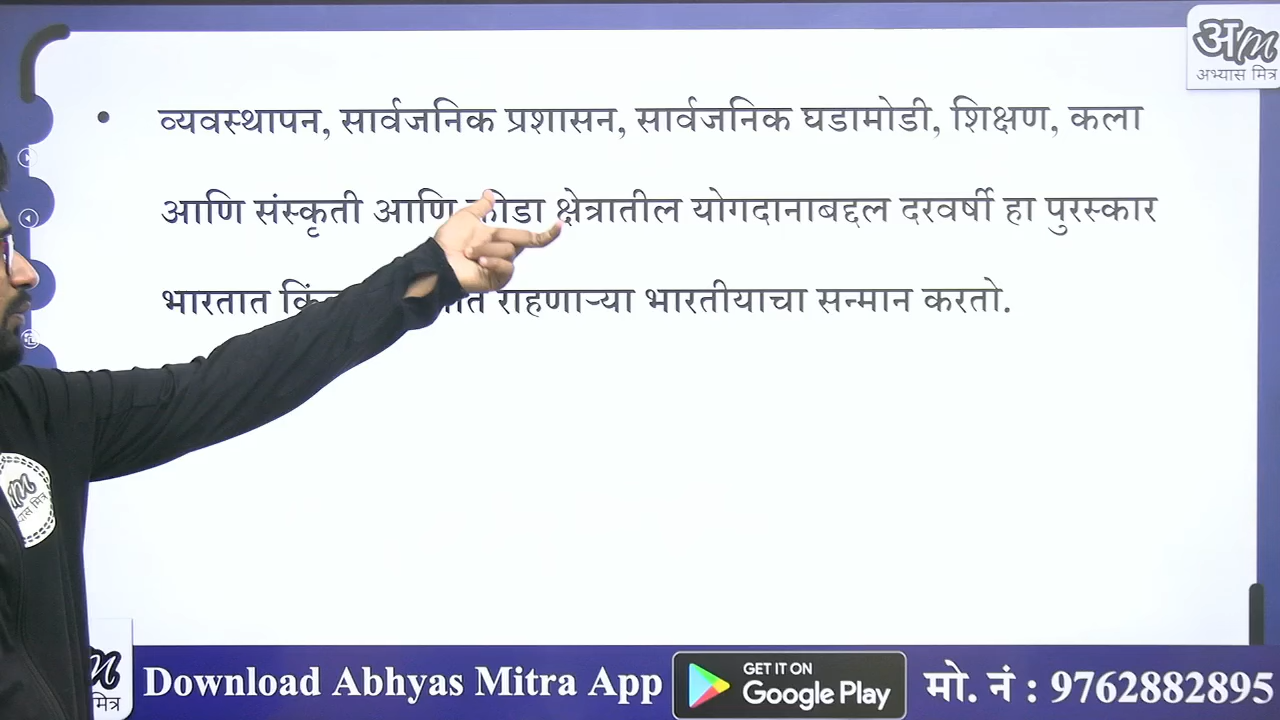 अm
अभ्यास मित्र
व्यवस्थापन, सार्वजनिक प्रशासन, सार्वजनिक घडामोडी, शिक्षण, कला
आणि संस्कृती आणि क्षेत्रातील योगदानाबद्दल दरवर्षी हा पुरस्कार
भारतात राहणाऱ्या भारतीयाचा सन्मान करतो.
Download Abhyas Mitra App
GET IT ON
Google Play
मो. नं : 9762882895